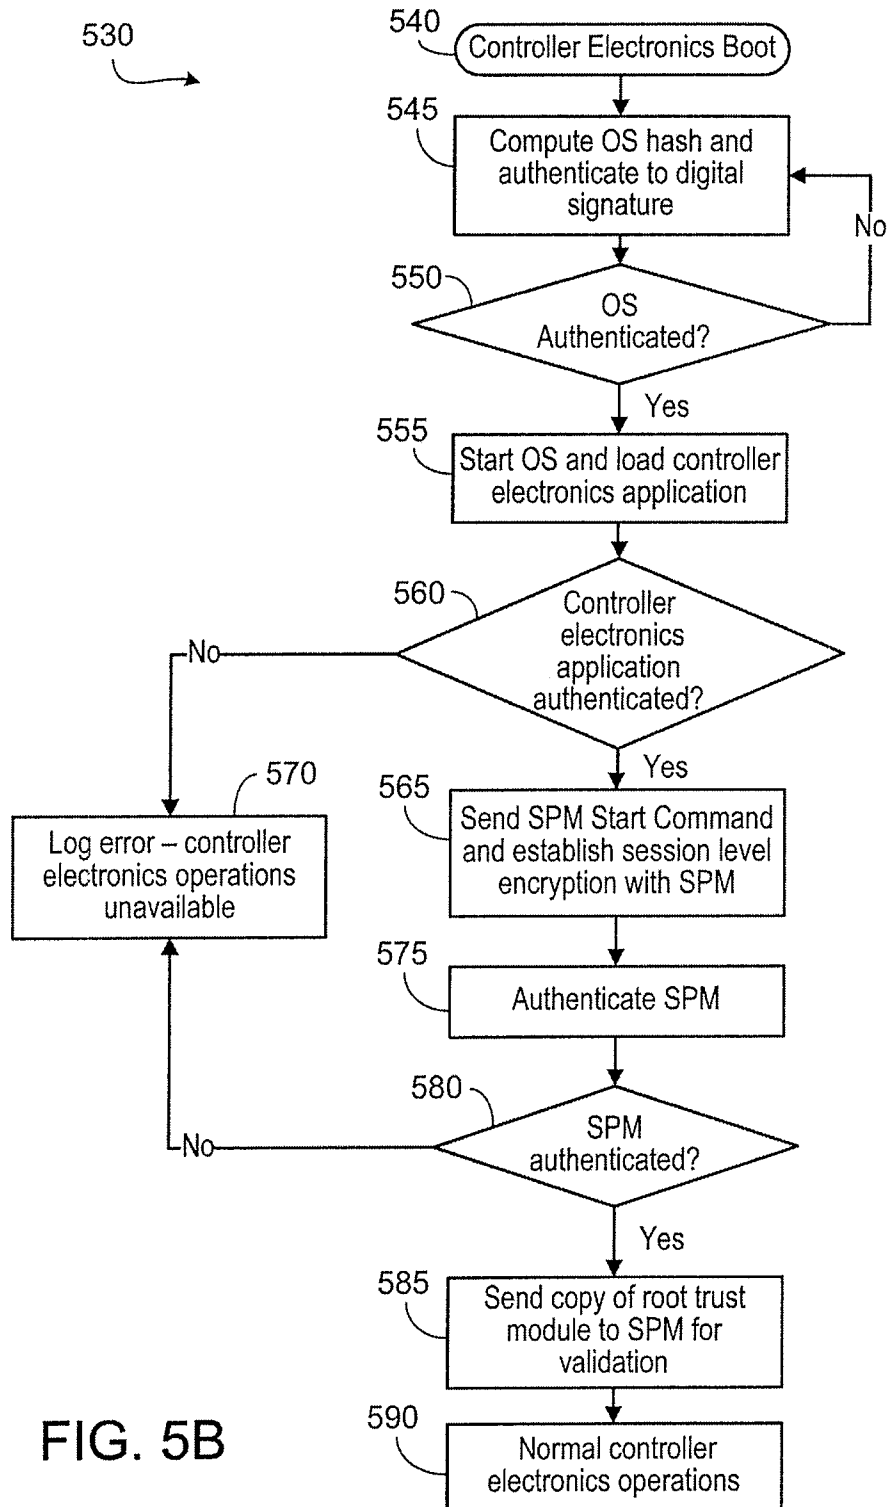 530
540
Controller Electronics Boot
545
Compute OS hash and
authenticate to digital
signature
No
550
OS
Authenticated?
Yes
555
Start OS and load controller
electronics application
560
Controller
electronics
application
authenticated?
No
Yes
570
Log error – controller
electronics operations
unavailable
565
Send SPM Start Command
and establish session level
encryption with SPM
575
Authenticate SPM
580
SPM
authenticated?
No
Yes
585
Send copy of root trust
module to SPM for
validation
590
Normal controller
electronics operations
FIG. 5B